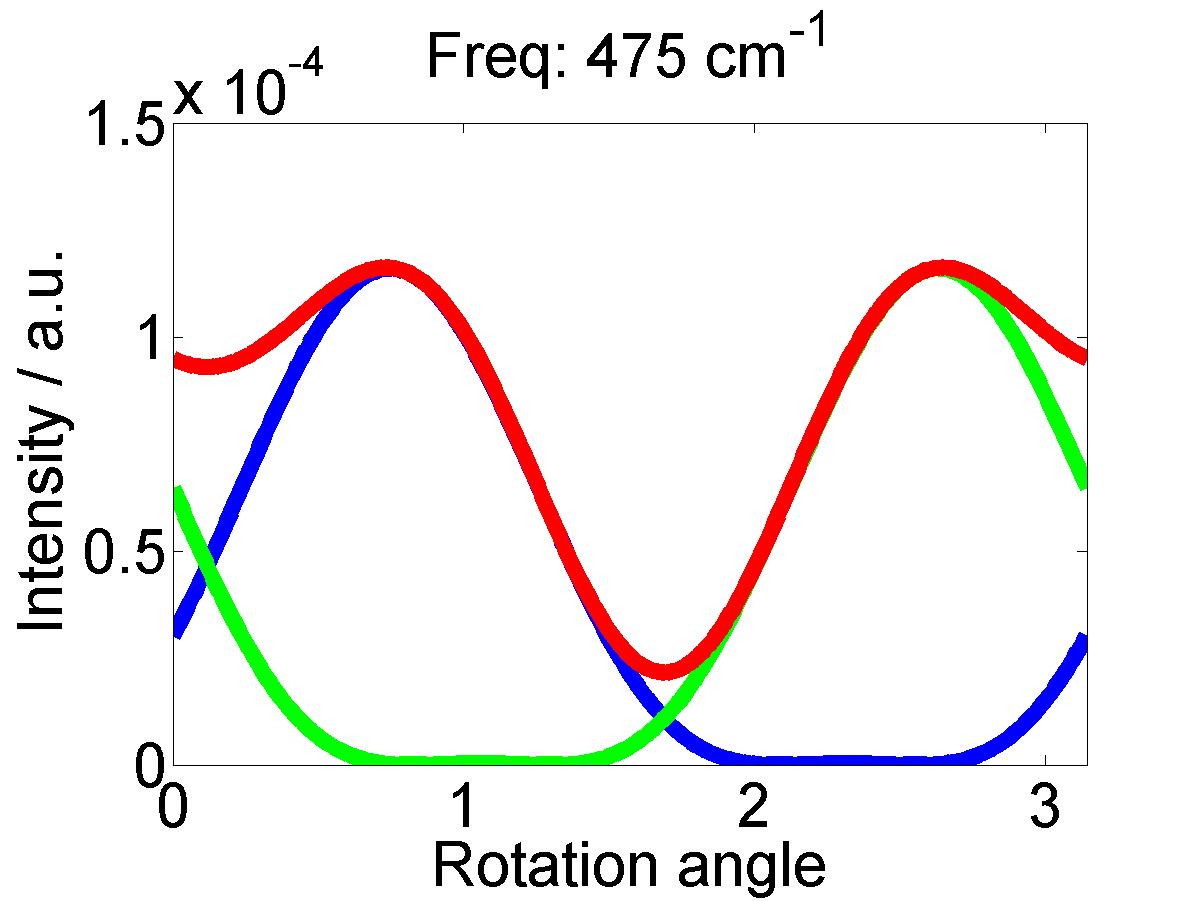 Freq: 475 cm-1
x 10-4
1.5
1
0.5
0
0 1 2 3
Rotation angle
Intensity / a.u.